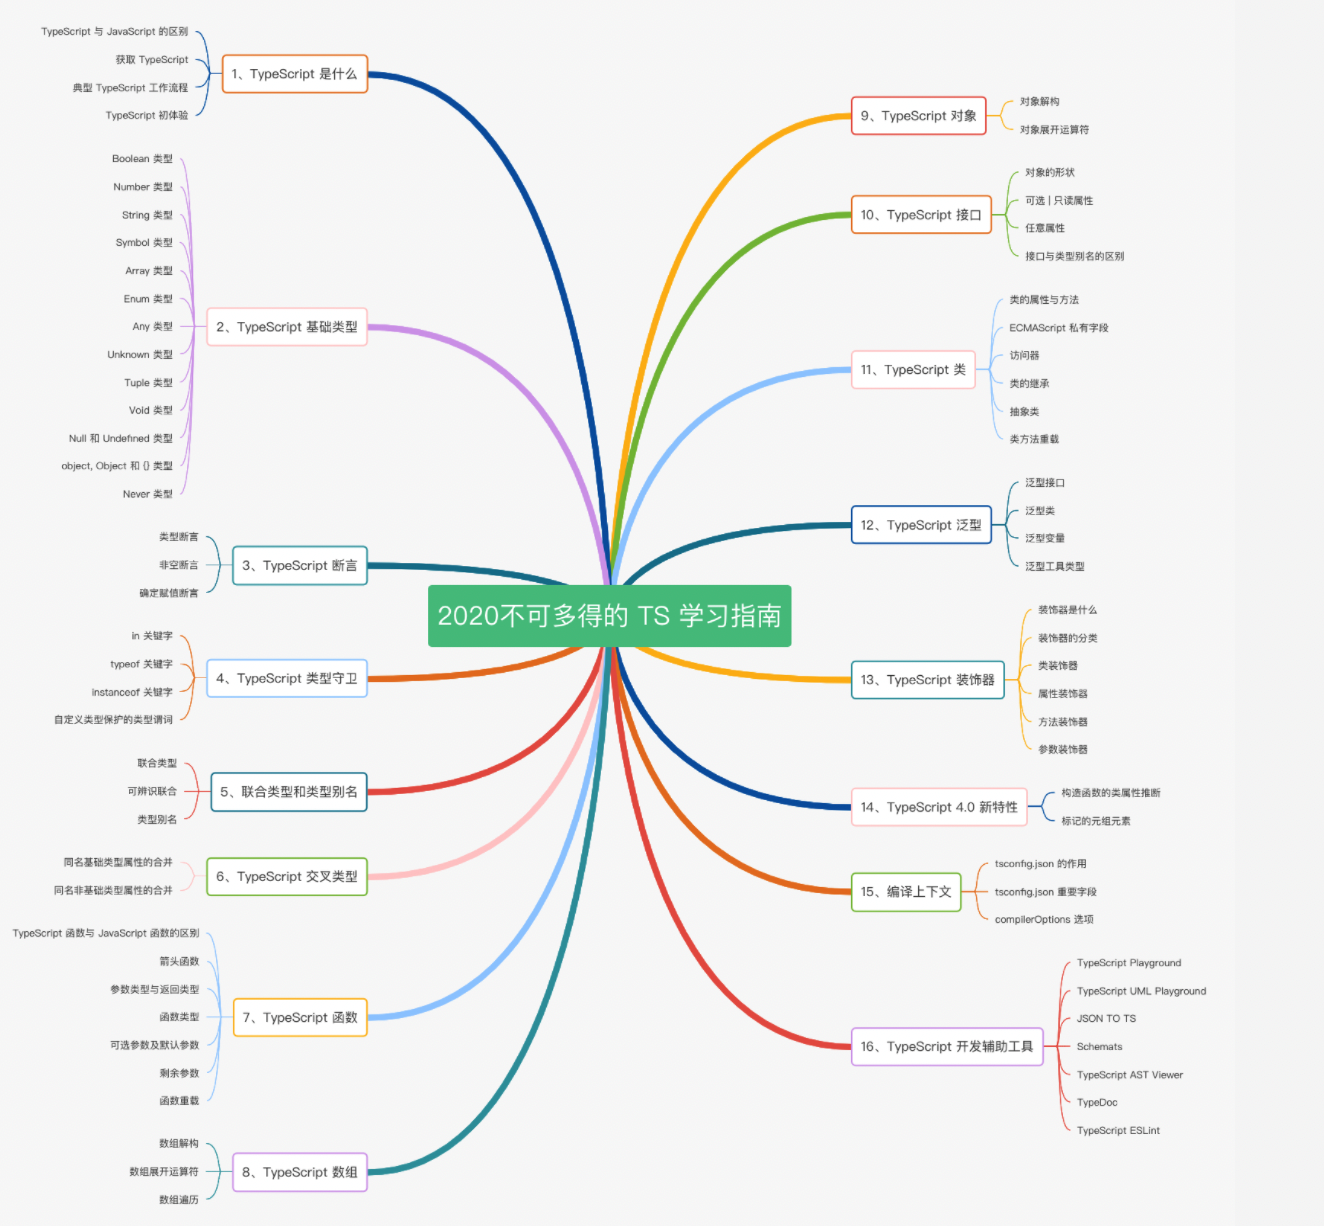 2020不可多得的 TS 学习指南
1、TypeScript 是什么
TypeScript 与 JavaScript 的区别
获取 TypeScript
典型 TypeScript 工作流程
TypeScript 初体验
2、TypeScript 基础类型
Boolean 类型
Number 类型
String 类型
Symbol 类型
Array 类型
Enum 类型
Any 类型
Unknown 类型
Tuple 类型
Void 类型
Null 和 Undefined 类型
object, Object 和 {} 类型
Never 类型
3、TypeScript 断言
类型断言
非空断言
确定赋值断言
4、TypeScript 类型守卫
in 关键字
typeof 关键字
instanceof 关键字
自定义类型保护的类型谓词
5、联合类型和类型别名
联合类型
可辨识联合
类型别名
6、TypeScript 交叉类型
同名基础类型属性的合并
同名非基础类型属性的合并
7、TypeScript 函数
TypeScript 函数与 JavaScript 函数的区别
箭头函数
参数类型与返回类型
函数类型
可选参数及默认参数
剩余参数
函数重载
8、TypeScript 数组
数组解构
数组展开运算符
数组遍历
9、TypeScript 对象
对象解构
对象展开运算符
10、TypeScript 接口
对象的形状
可选 | 只读属性
任意属性
接口与类型别名的区别
11、TypeScript 类
类的属性与方法
ECMAScript 私有字段
访问器
类的继承
抽象类
类方法重载
12、TypeScript 泛型
泛型接口
泛型类
泛型变量
泛型工具类型
13、TypeScript 装饰器
装饰器是什么
装饰器的分类
类装饰器
属性装饰器
方法装饰器
参数装饰器
14、TypeScript 4.0 新特性
构造函数的类属性推断
标记的元组元素
15、编译上下文
tsconfig.json 的作用
tsconfig.json 重要字段
compilerOptions 选项
16、TypeScript 开发辅助工具
TypeScript Playground
TypeScript UML Playground
JSON TO TS
Schemats
TypeScript AST Viewer
TypeDoc
TypeScript ESLint